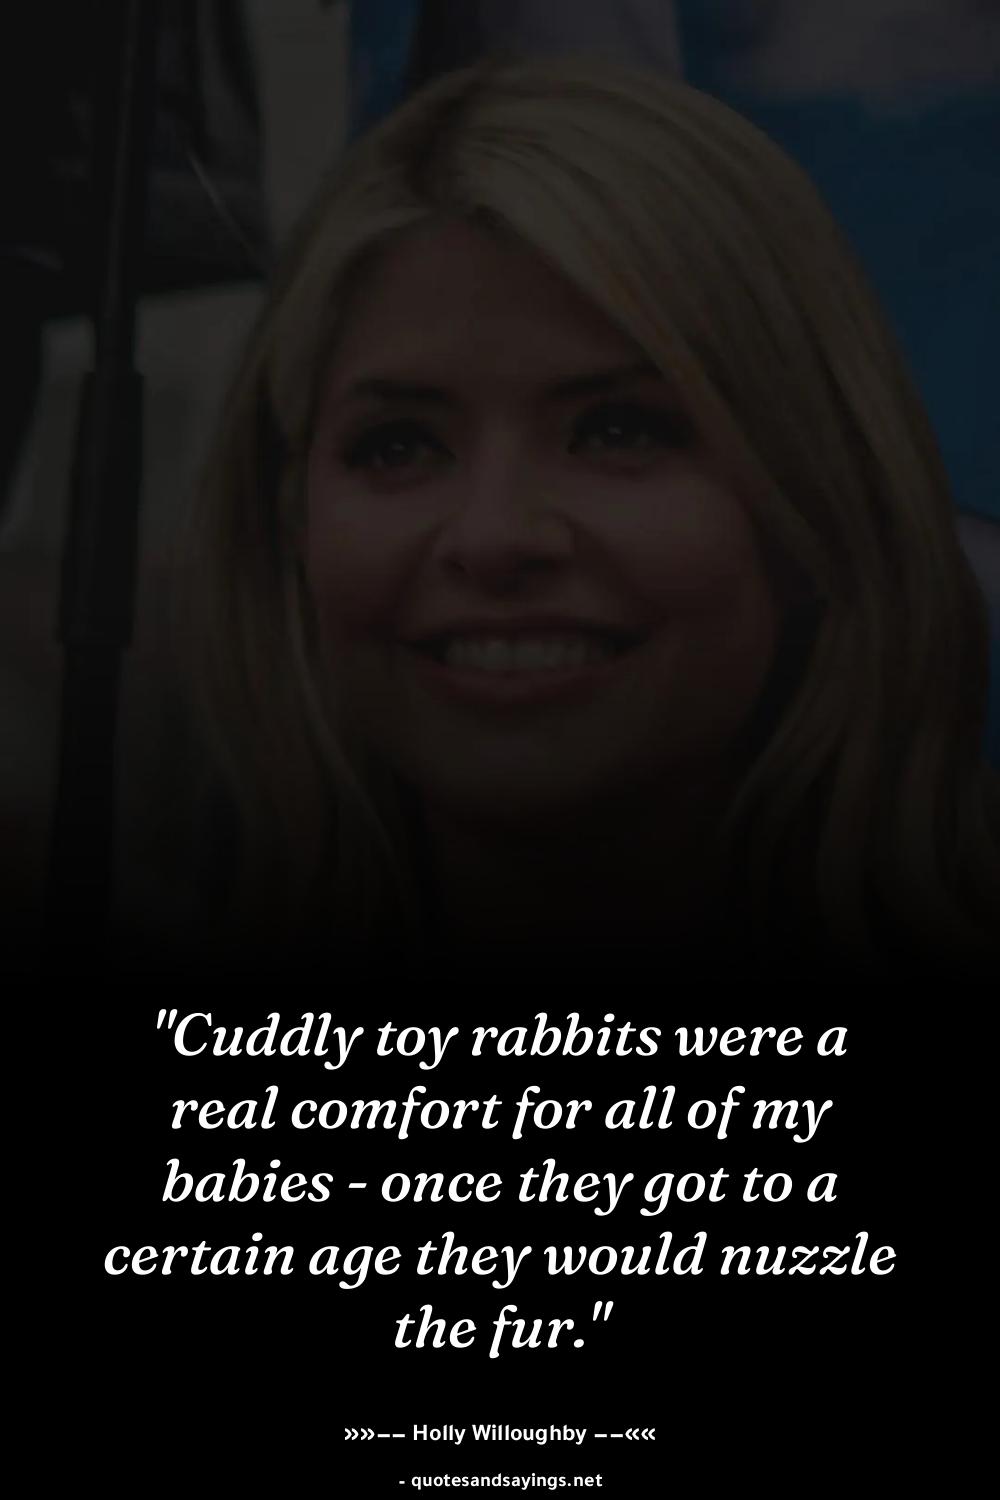 "Cuddly toy rabbits were a
real comfort for all of my
babies - once they got to a
certain age they would nuzzle
the fur."
»»–– Holly Willoughby ––««
- quotesandsayings.net